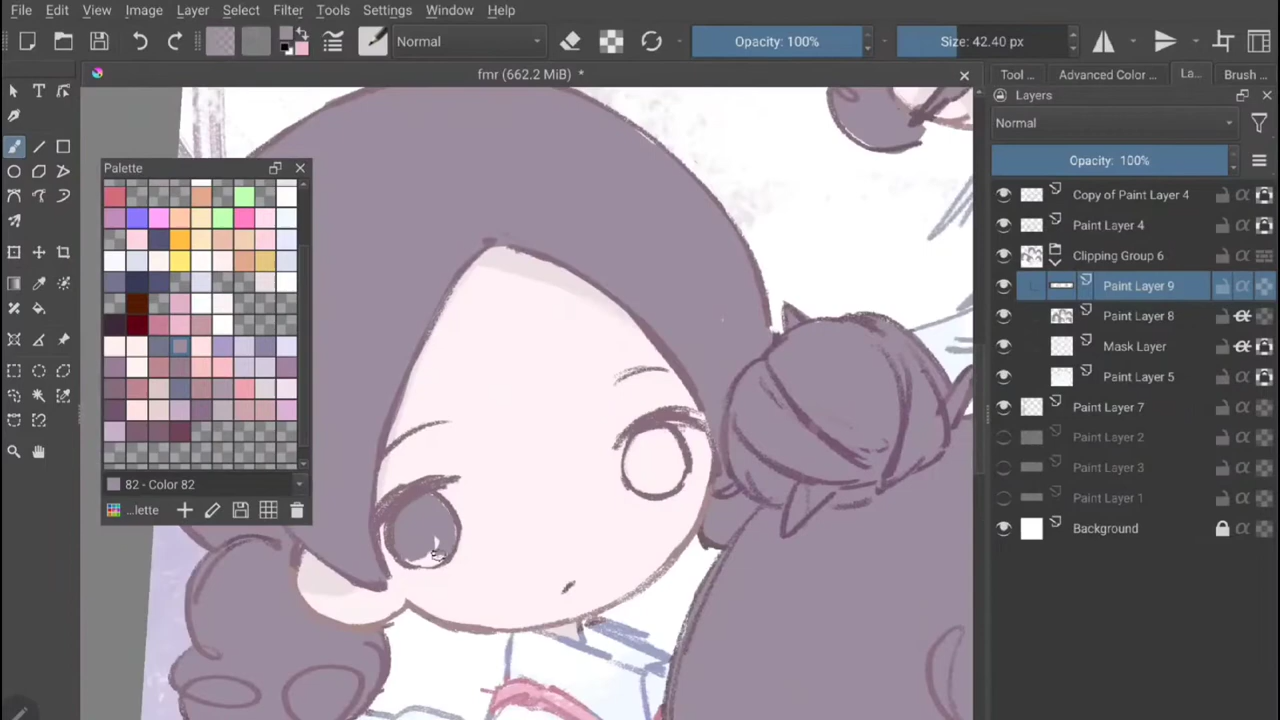 File Edit View Image Layer Select Filter Tools Settings Window Help
Normal Opacity: 100% Size: 42.40 px
fmr (662.2 MiB) *
Tool ... Advanced Color ... La... Brush ...
Layers
Normal
Opacity: 100%
Copy of Paint Layer 4
Paint Layer 4
Clipping Group 6
Paint Layer 9
Paint Layer 8
Mask Layer
Paint Layer 5
Paint Layer 7
Paint Layer 2
Paint Layer 3
Paint Layer 1
Background
Palette
82 - Color 82
...lette